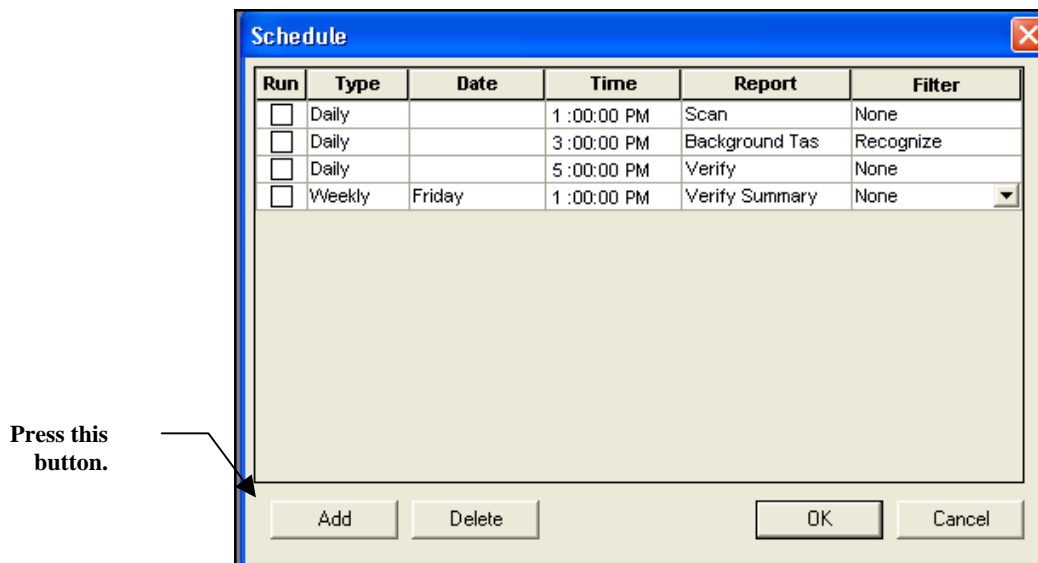 Schedule
Run Type Date Time Report Filter
Daily 1 :00:00 PM Scan None
Daily 3 :00:00 PM Background Tas Recognize
Daily 5 :00:00 PM Verify None
Weekly Friday 1 :00:00 PM Verify Summary None
Press this
button.
Add Delete OK Cancel